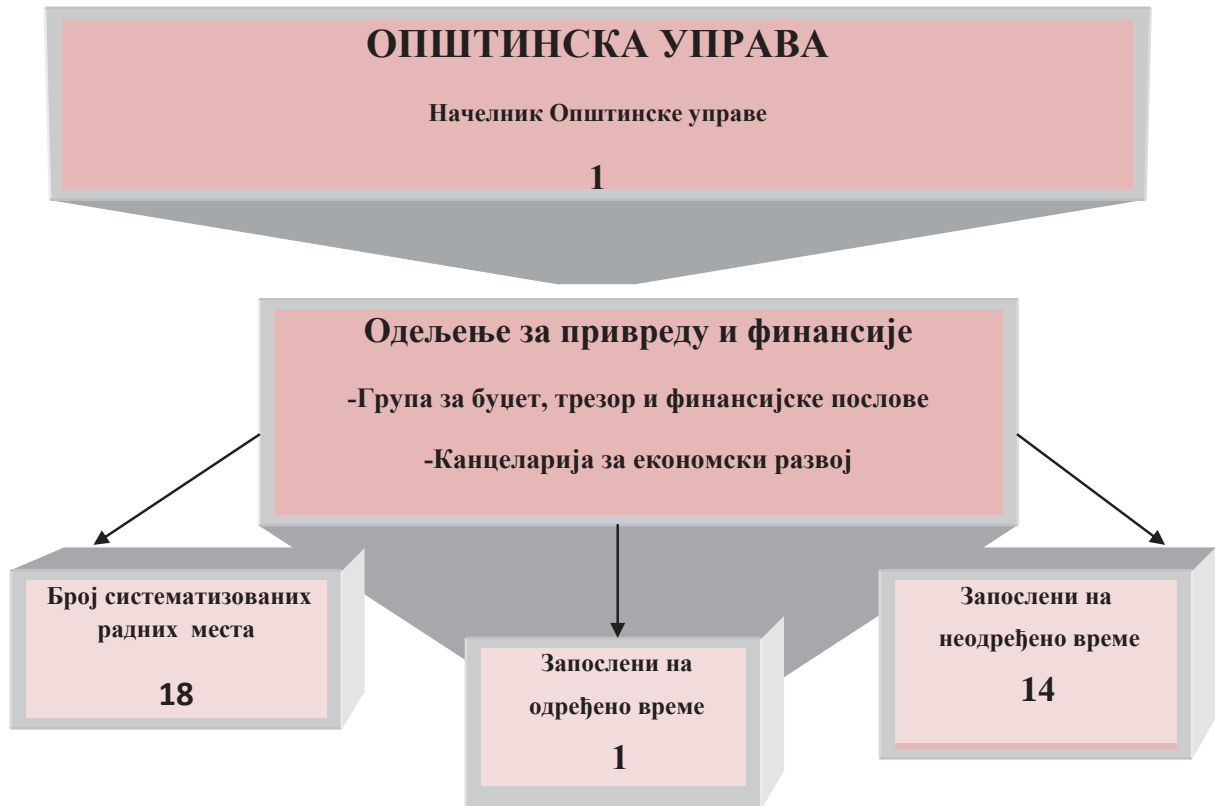 ОПШТИНСКА УПРАВА
Начелник Општинске управе
1
Одељење за привреду и финансије
-Група за буџет, трезор и финансијске послове
-Канцеларија за економски развој
Број систематизованих
радних места
18
Запослени на
одређено време
1
Запослени на
неодређено време
14